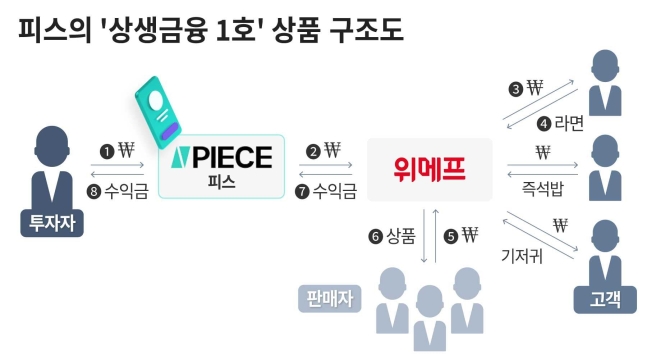 피스의 '상생금융 1호' 상품 구조도
❶ ₩
❽ 수익금
투자자
PIECE
피스
❷ ₩
❼ 수익금
위메프
❸ ₩
❹ 라면
₩
즉석밥
₩
기저귀
고객
❻ 상품
❺ ₩
판매자